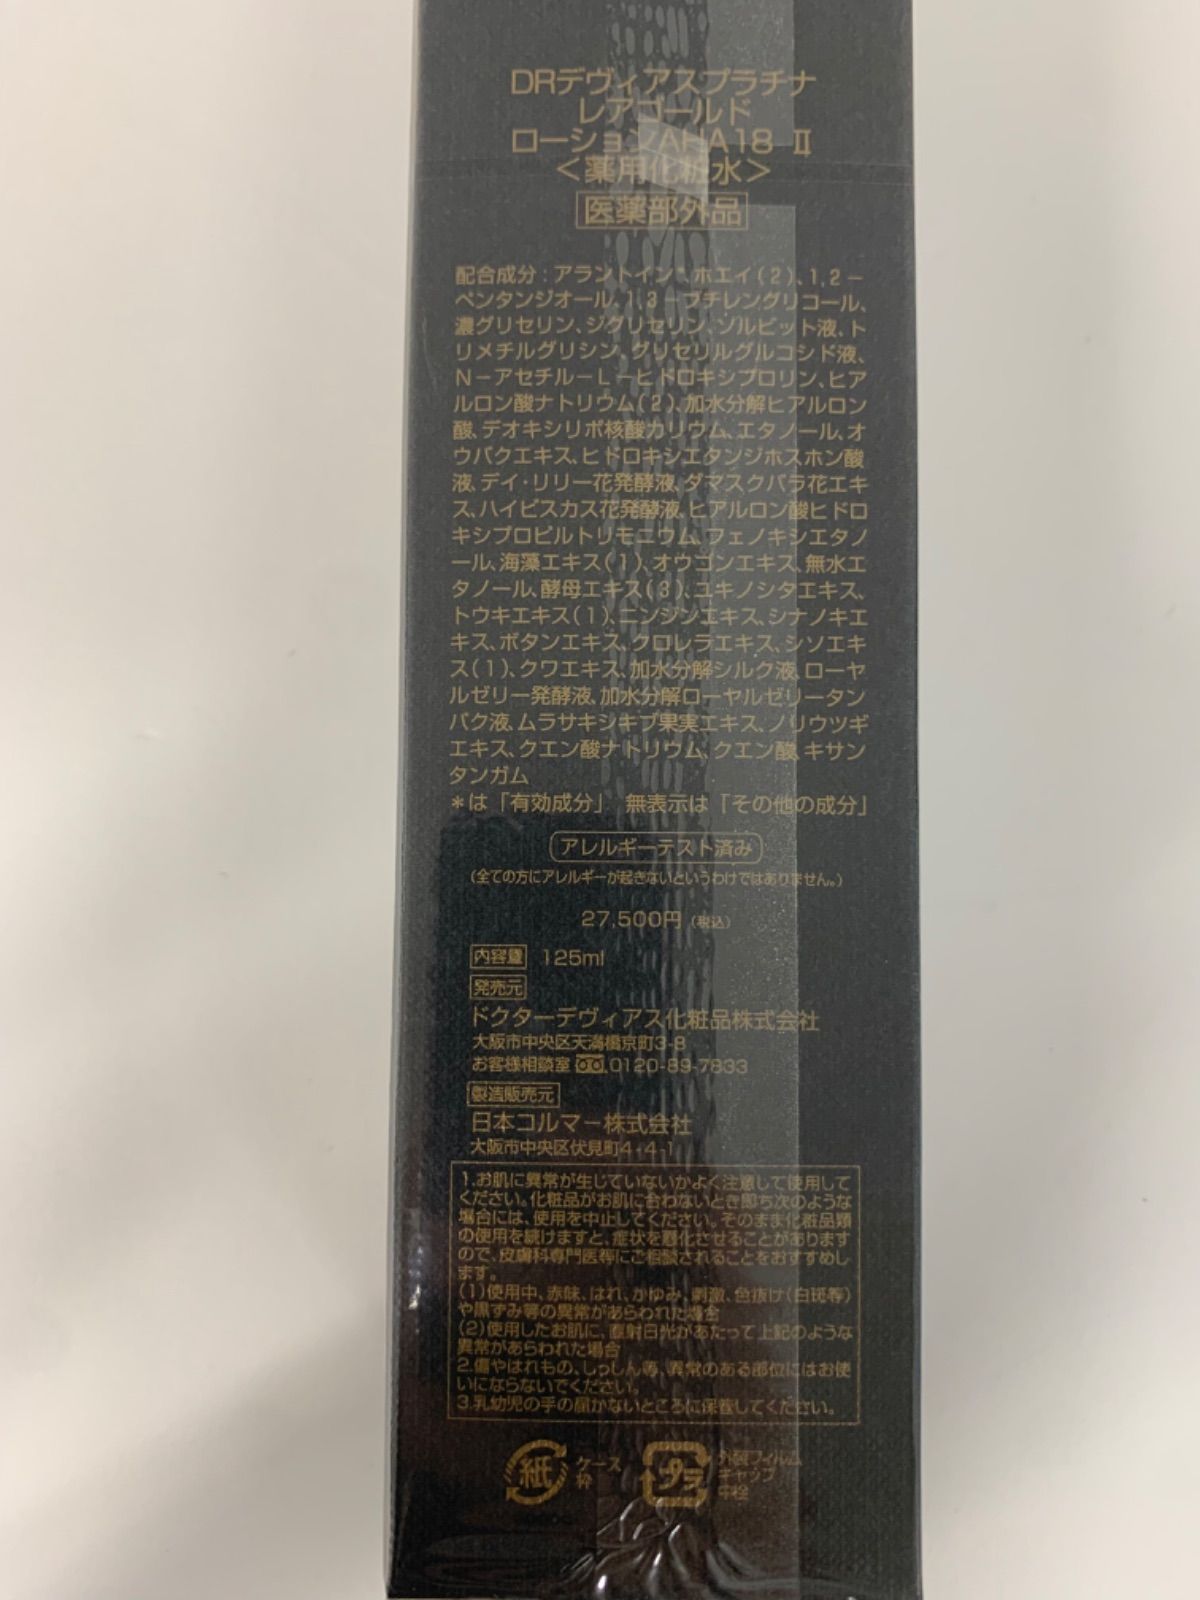 DRデヴィアスプラチナ
レアゴールド
ローションAHA18-Ⅱ
＜薬用化粧水＞
医薬部外品
配合成分：アラントイン*、ホエイ(2)、1,2－
ペンタンジオール、1,3－ブチレングリコール、
濃グリセリン、ジグリセリン、ソルビット液、ト
リメチルグリシン、グリセリルグルコシド液、
N－アセチル－L－ヒドロキシプロリン、ヒア
ルロン酸ナトリウム(2)、加水分解ヒアルロン
酸、デオキシリボ核酸カリウム、エタノール、オ
ウバクエキス、ヒドロキシエタンジホスホン酸
液、デイ・リリー花発酵液、ダマスクバラ花エキ
ス、ハイビスカス花発酵液、ヒアルロン酸ヒドロ
キシプロピルトリモニウム、フェノキシエタノ
ール、海藻エキス(1)、オウゴンエキス、無水エ
タノール、酵母エキス(3)、ユキノシタエキス、
トウキエキス(1)、ニンジンエキス、シナノキエ
キス、ボタンエキス、クロレラエキス、シソエキ
ス(1)、クワエキス、加水分解シルク液、ローヤ
ルゼリー発酵液、加水分解ローヤルゼリータン
パク液、ムラサキシキブ果実エキス、ノリウツギ
エキス、クエン酸ナトリウム、クエン酸、キサン
タンガム
*は「有効成分」 無表示は「その他の成分」
アレルギーテスト済み
(全ての方にアレルギーが起きないというわけではありません。)
27,500円(税込)
内容量 125ml
発売元
ドクターデヴィアス化粧品株式会社
大阪市中央区天満橋京町3-8
お客様相談室 0120-89-7833
製造販売元
日本コルマー株式会社
大阪市中央区伏見町4-4-1
1.お肌に異常が生じていないかよく注意して使用して
ください。化粧品がお肌に合わないとき即ち次のような
場合には、使用を中止してください。そのまま化粧品類
の使用を続けますと、症状を悪化させることがあります
ので、皮膚科専門医等にご相談されることをおすすめし
ます。
(1)使用中、赤味、はれ、かゆみ、刺激、色抜け(白斑等)
や黒ずみ等の異常があらわれた場合
(2)使用したお肌に、直射日光があたって上記のような
異常があらわれた場合
2.傷やはれもの、しっしん等、異常のある部位にはお使
いにならないでください。
3.乳幼児の手の届かないところに保管してください。
紙 ケース 枠
プラ 外装フィルム
キャップ
中栓